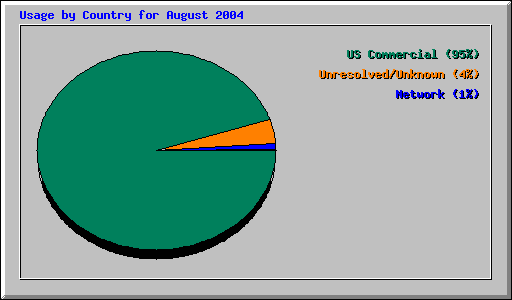 Usage by Country for August 2004
US Commercial (95%)
Unresolved/Unknown (4%)
Network (1%)